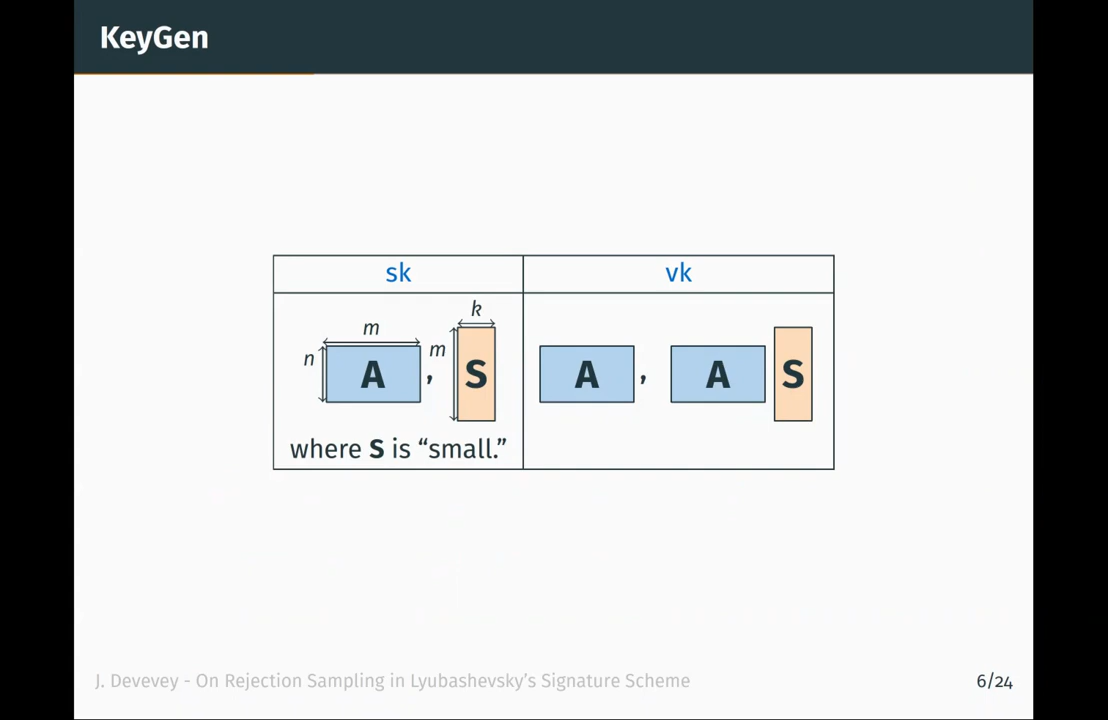 KeyGen
sk vk
k
m
n m
A , S A , A S
where S is “small.”
J. Devevey - On Rejection Sampling in Lyubashevsky’s Signature Scheme 6/24